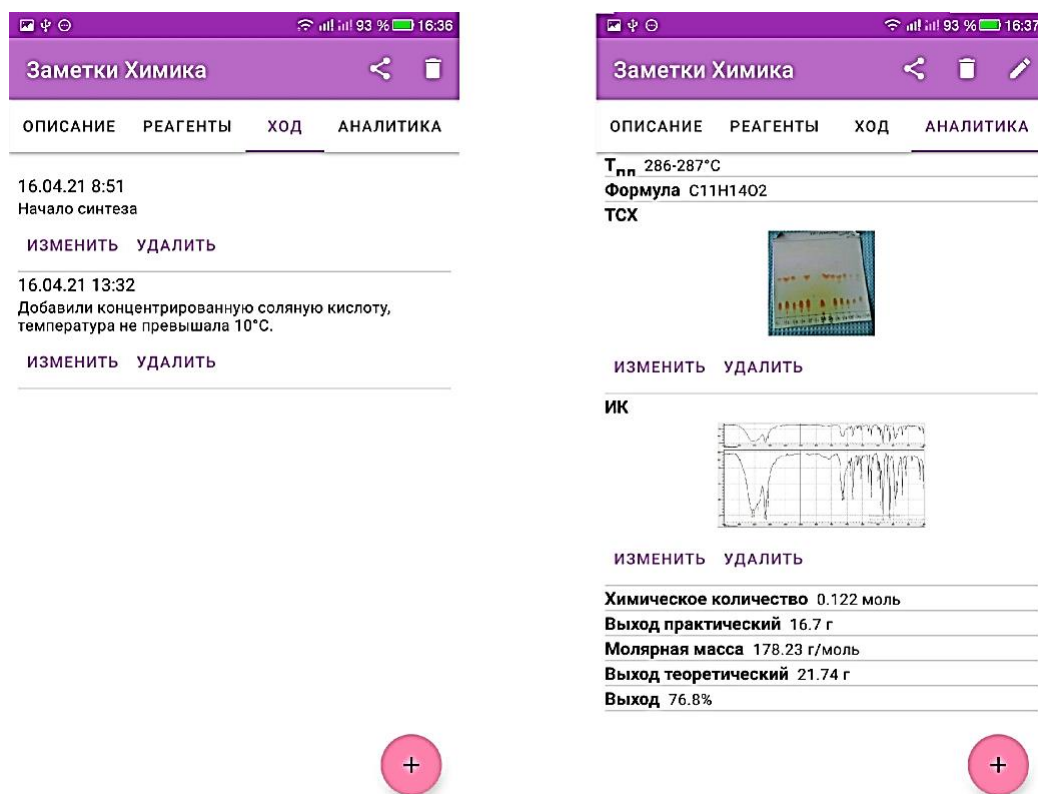 93 % 16:36
Заметки Химика
ОПИСАНИЕ РЕАГЕНТЫ ХОД АНАЛИТИКА
16.04.21 8:51
Начало синтеза
ИЗМЕНИТЬ УДАЛИТЬ
16.04.21 13:32
Добавили концентрированную соляную кислоту,
температура не превышала 10°C.
ИЗМЕНИТЬ УДАЛИТЬ
93 % 16:37
Заметки Химика
ОПИСАНИЕ РЕАГЕНТЫ ХОД АНАЛИТИКА
Tпл 286-287°C
Формула C11H14O2
ТСХ
ИЗМЕНИТЬ УДАЛИТЬ
ИК
ИЗМЕНИТЬ УДАЛИТЬ
Химическое количество 0.122 моль
Выход практический 16.7 г
Молярная масса 178.23 г/моль
Выход теоретический 21.74 г
Выход 76.8%